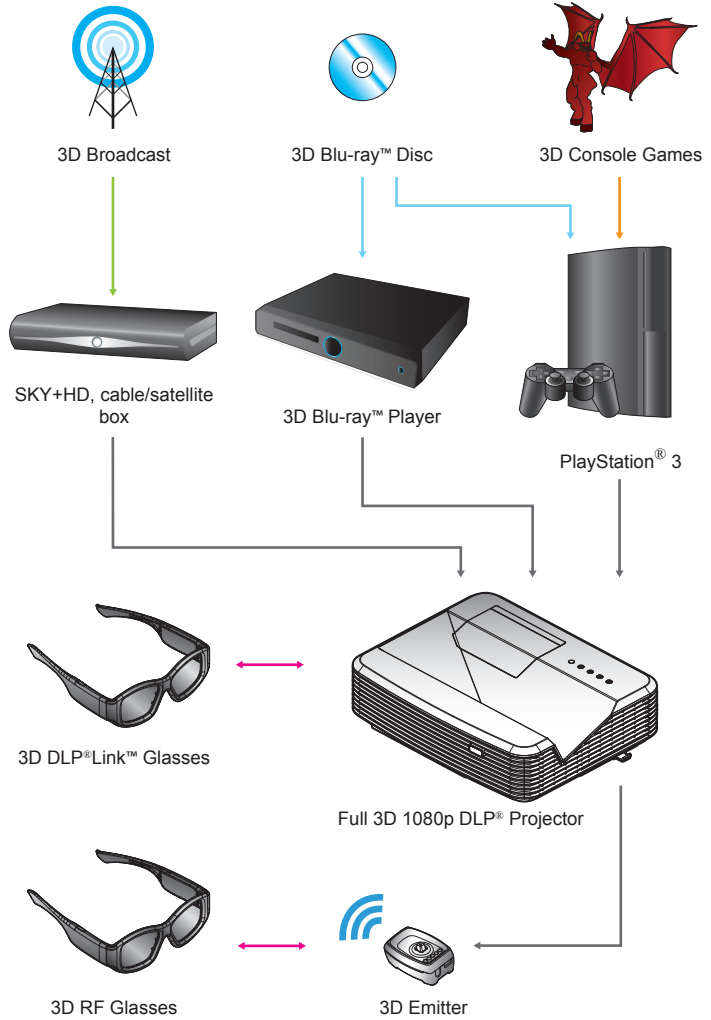 3D Broadcast
3D Blu-ray™ Disc
3D Console Games
SKY+HD, cable/satellite
box
3D Blu-ray™ Player
PlayStation® 3
3D DLP®Link™ Glasses
Full 3D 1080p DLP® Projector
3D RF Glasses
3D Emitter